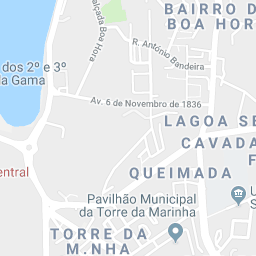 BAIRRO D
BOA HOR
Calçada Boa Hora
R. António Bandeira
dos 2º e 3º
da Gama
Av. 6 de Novembro de 1836
LAGOA SE
CAVADA
F
entral
QUEIMADA
Pavilhão Municipal
da Torre da Marinha
U
S
TORRE DA
M.NHA